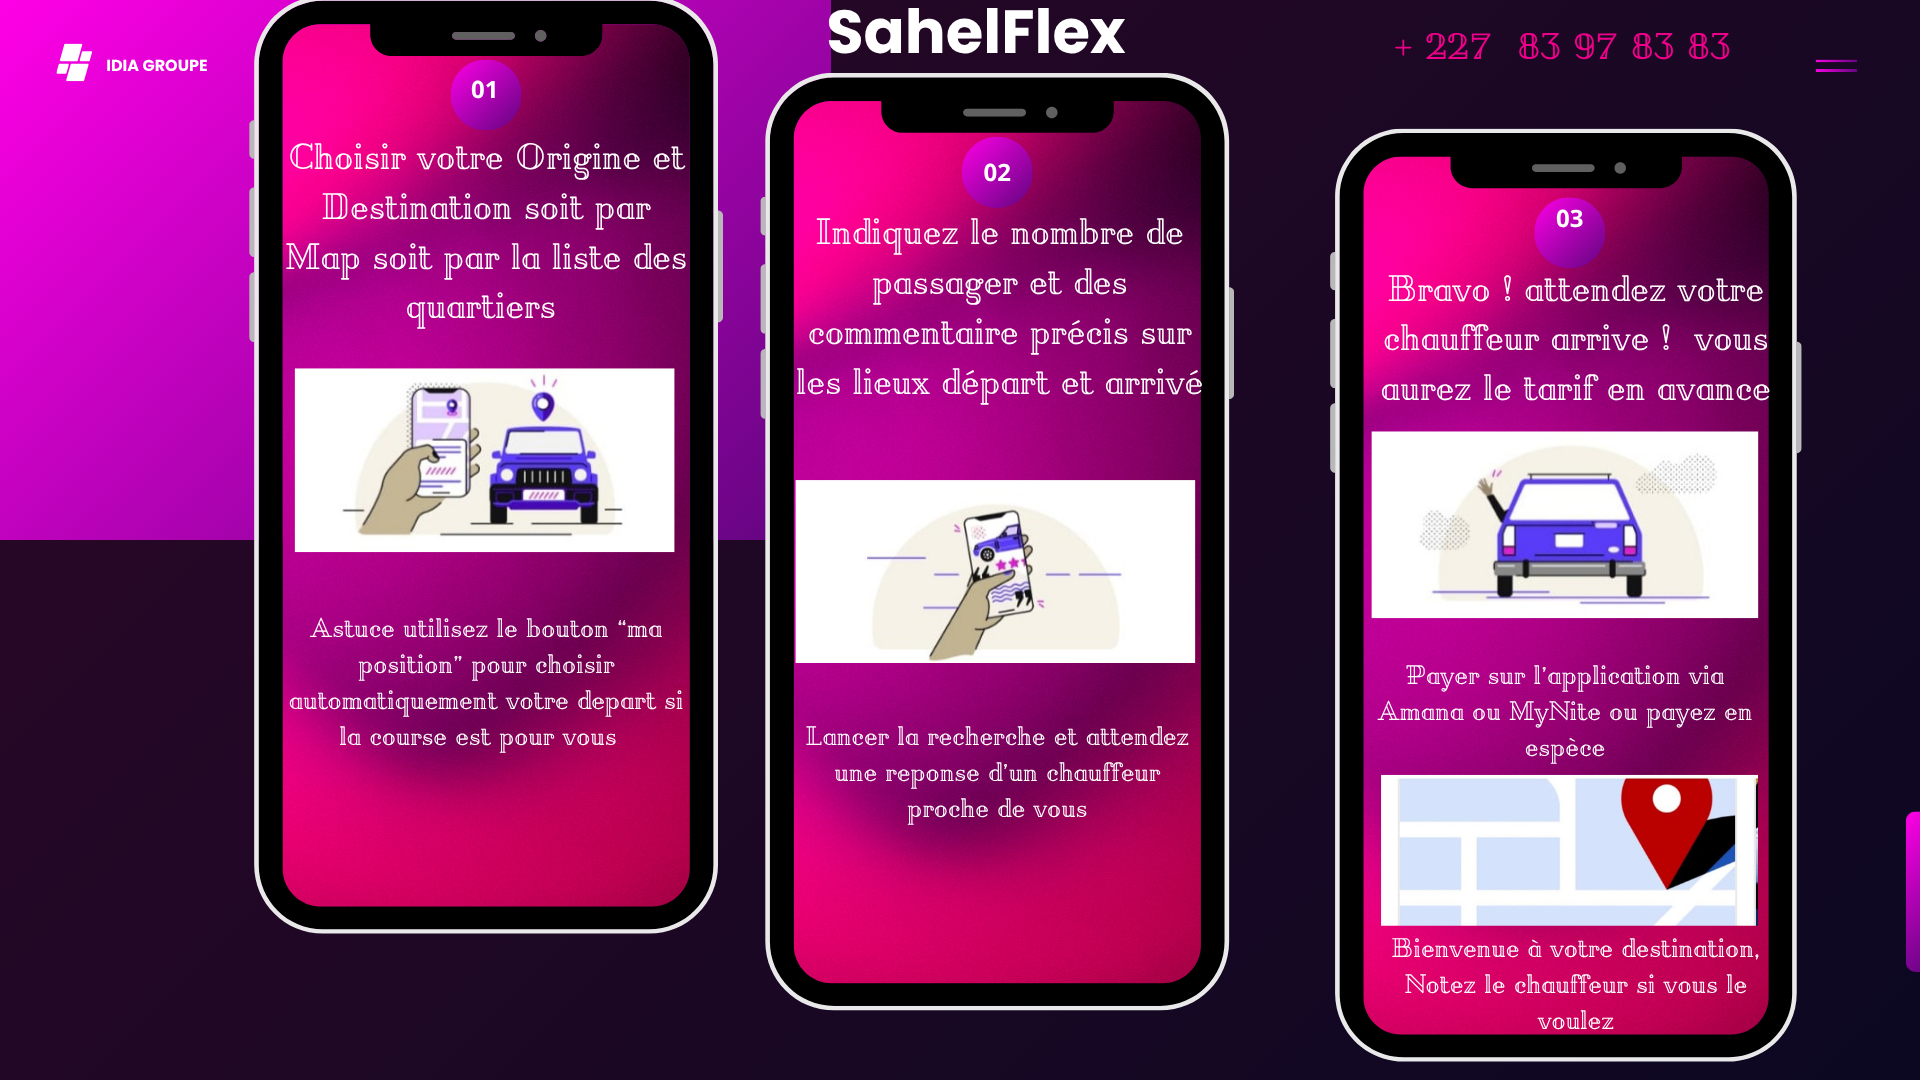 IDIA GROUPE
SahelFlex
+ 227 83 97 83 83
01
Choisir votre Origine et
Destination soit par
Map soit par la liste des
quartiers
Astuce utilisez le bouton “ma
position” pour choisir
automatiquement votre depart si
la course est pour vous
02
Indiquez le nombre de
passager et des
commentaire précis sur
les lieux départ et arrivé
Lancer la recherche et attendez
une reponse d'un chauffeur
proche de vous
03
Bravo ! attendez votre
chauffeur arrive ! vous
aurez le tarif en avance
Payer sur l'application via
Amana ou MyNite ou payez en
espèce
Bienvenue à votre destination,
Notez le chauffeur si vous le
voulez